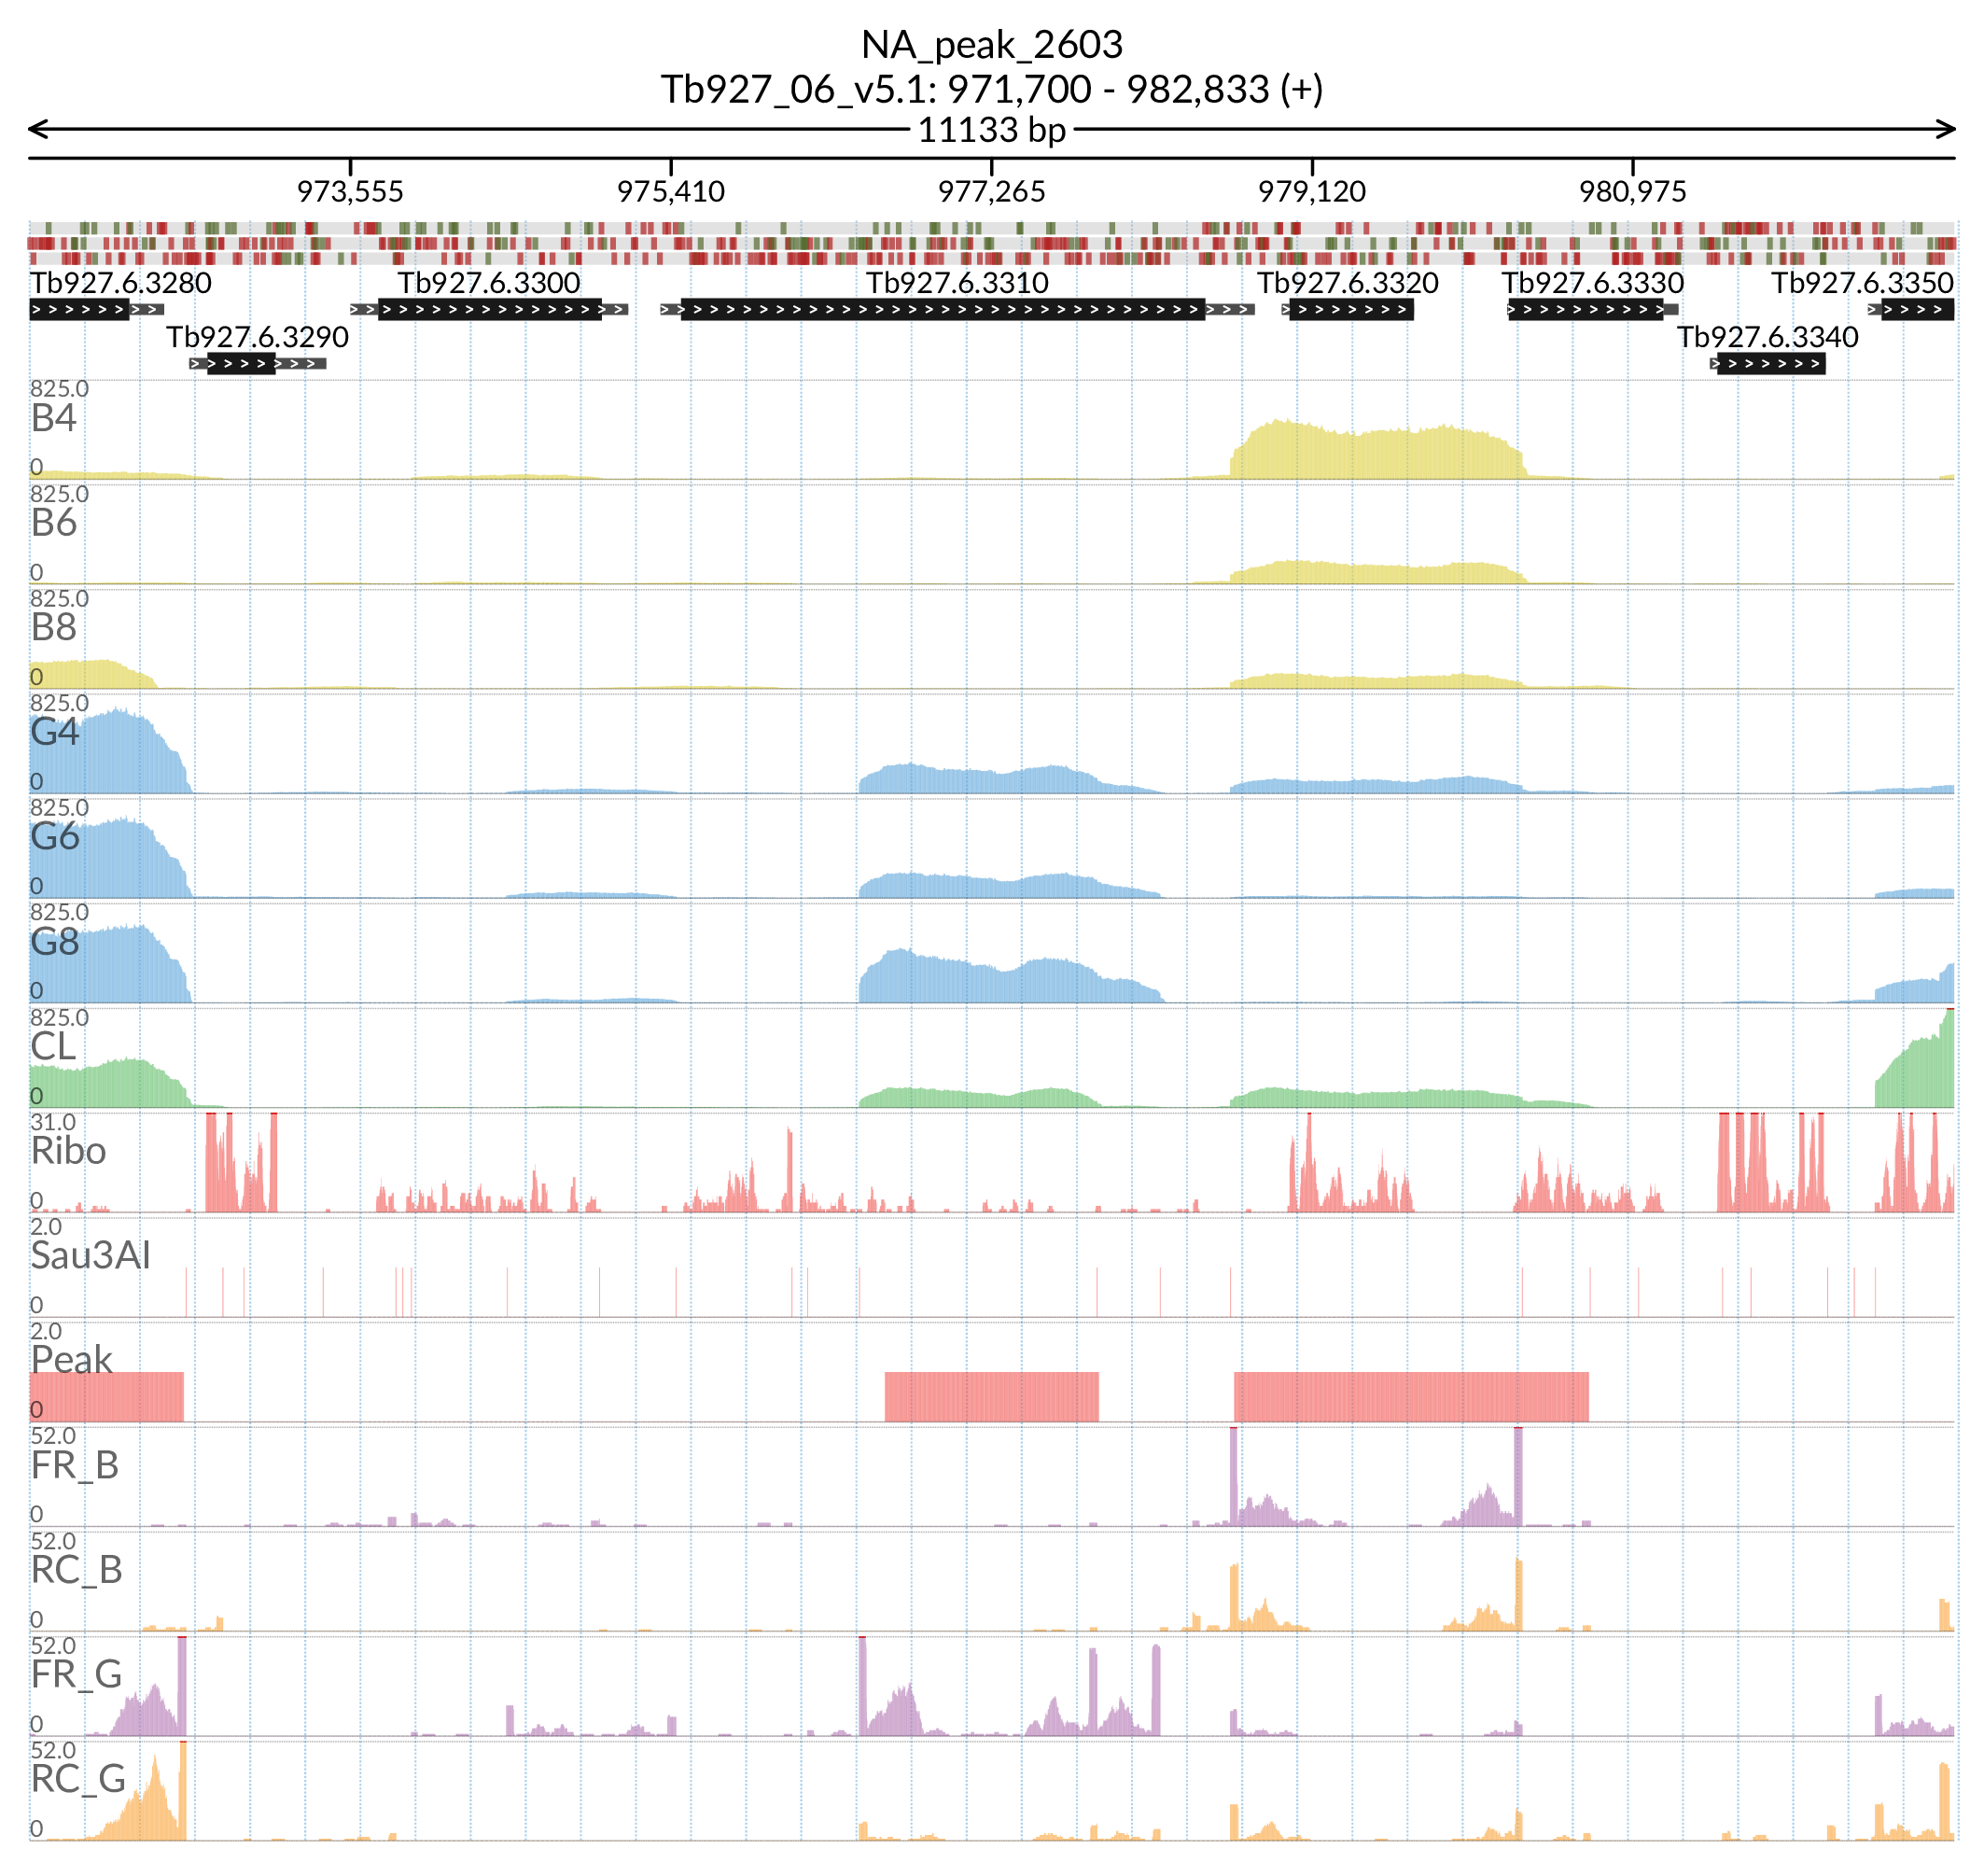 NA_peak_2603
Tb927_06_v5.1: 971,700 - 982,833 (+)
11133 bp
973,555 975,410 977,265 979,120 980,975
Tb927.6.3280 Tb927.6.3300 Tb927.6.3310 Tb927.6.3320 Tb927.6.3330 Tb927.6.3350
Tb927.6.3290 Tb927.6.3340
825.0
B4
0
825.0
B6
0
825.0
B8
0
825.0
G4
0
825.0
G6
0
825.0
G8
0
825.0
CL
0
31.0
Ribo
0
2.0
Sau3AI
0
2.0
Peak
0
52.0
FR_B
0
52.0
RC_B
0
52.0
FR_G
0
52.0
RC_G
0